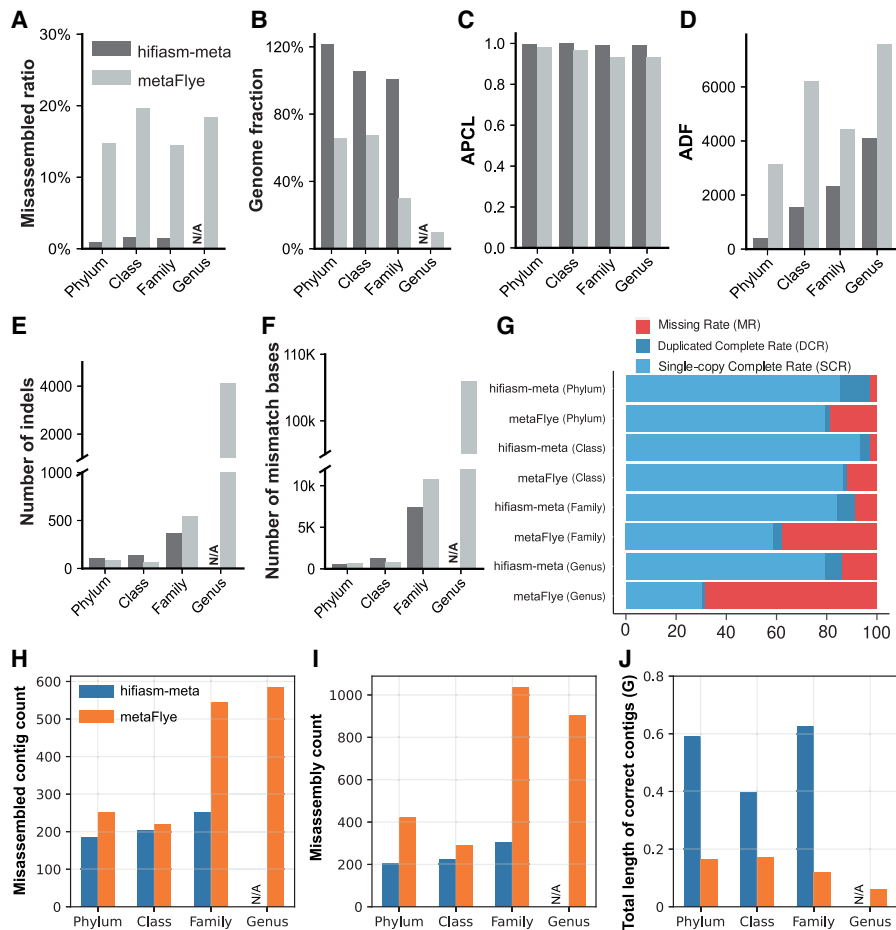 A
Misassembled ratio
30%
20%
10%
0%
hifiasm-meta
metaFlye
N/A
Phylum
Class
Family
Genus
B
Genome fraction
120%
80%
40%
0%
N/A
Phylum
Class
Family
Genus
C
APCL
1.0
0.8
0.6
0.4
0.2
0.0
Phylum
Class
Family
Genus
D
ADF
6000
4000
2000
0
Phylum
Class
Family
Genus
E
Number of indels
4000
2000
1000
500
0
N/A
Phylum
Class
Family
Genus
F
Number of mismatch bases
110K
100k
10K
5K
0
N/A
Phylum
Class
Family
Genus
G
Missing Rate (MR)
Duplicated Complete Rate (DCR)
Single-copy Complete Rate (SCR)
hifiasm-meta (Phylum)
metaFlye (Phylum)
hifiasm-meta (Class)
metaFlye (Class)
hifiasm-meta (Family)
metaFlye (Family)
hifiasm-meta (Genus)
metaFlye (Genus)
0 20 40 60 80 100
H
Misassembled contig count
600
500
400
300
200
100
0
hifiasm-meta
metaFlye
N/A
Phylum Class Family Genus
I
Misassembly count
1000
800
600
400
200
0
N/A
Phylum Class Family Genus
J
Total length of correct contigs (G)
0.8
0.6
0.4
0.2
0
N/A
Phylum Class Family Genus